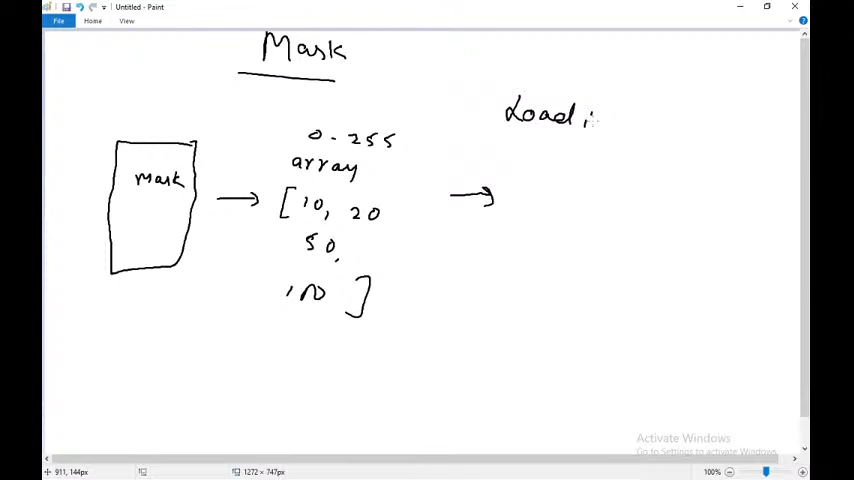 Untitled - Paint
File Home View
Mask
Load i
0-255
array
mask
[10, 20
50,
100 ]
Activate Windows
Go to Settings to activate Windows.
911, 144px
1272 × 747px
100%